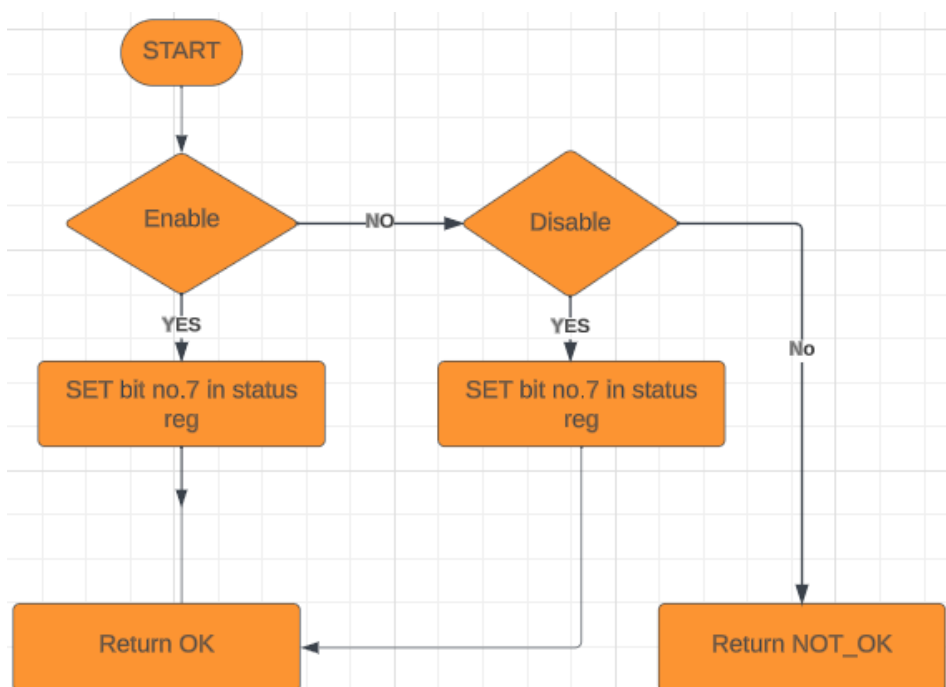 START
Enable
NO
Disable
YES
YES
No
SET bit no.7 in status
reg
SET bit no.7 in status
reg
Return OK
Return NOT_OK